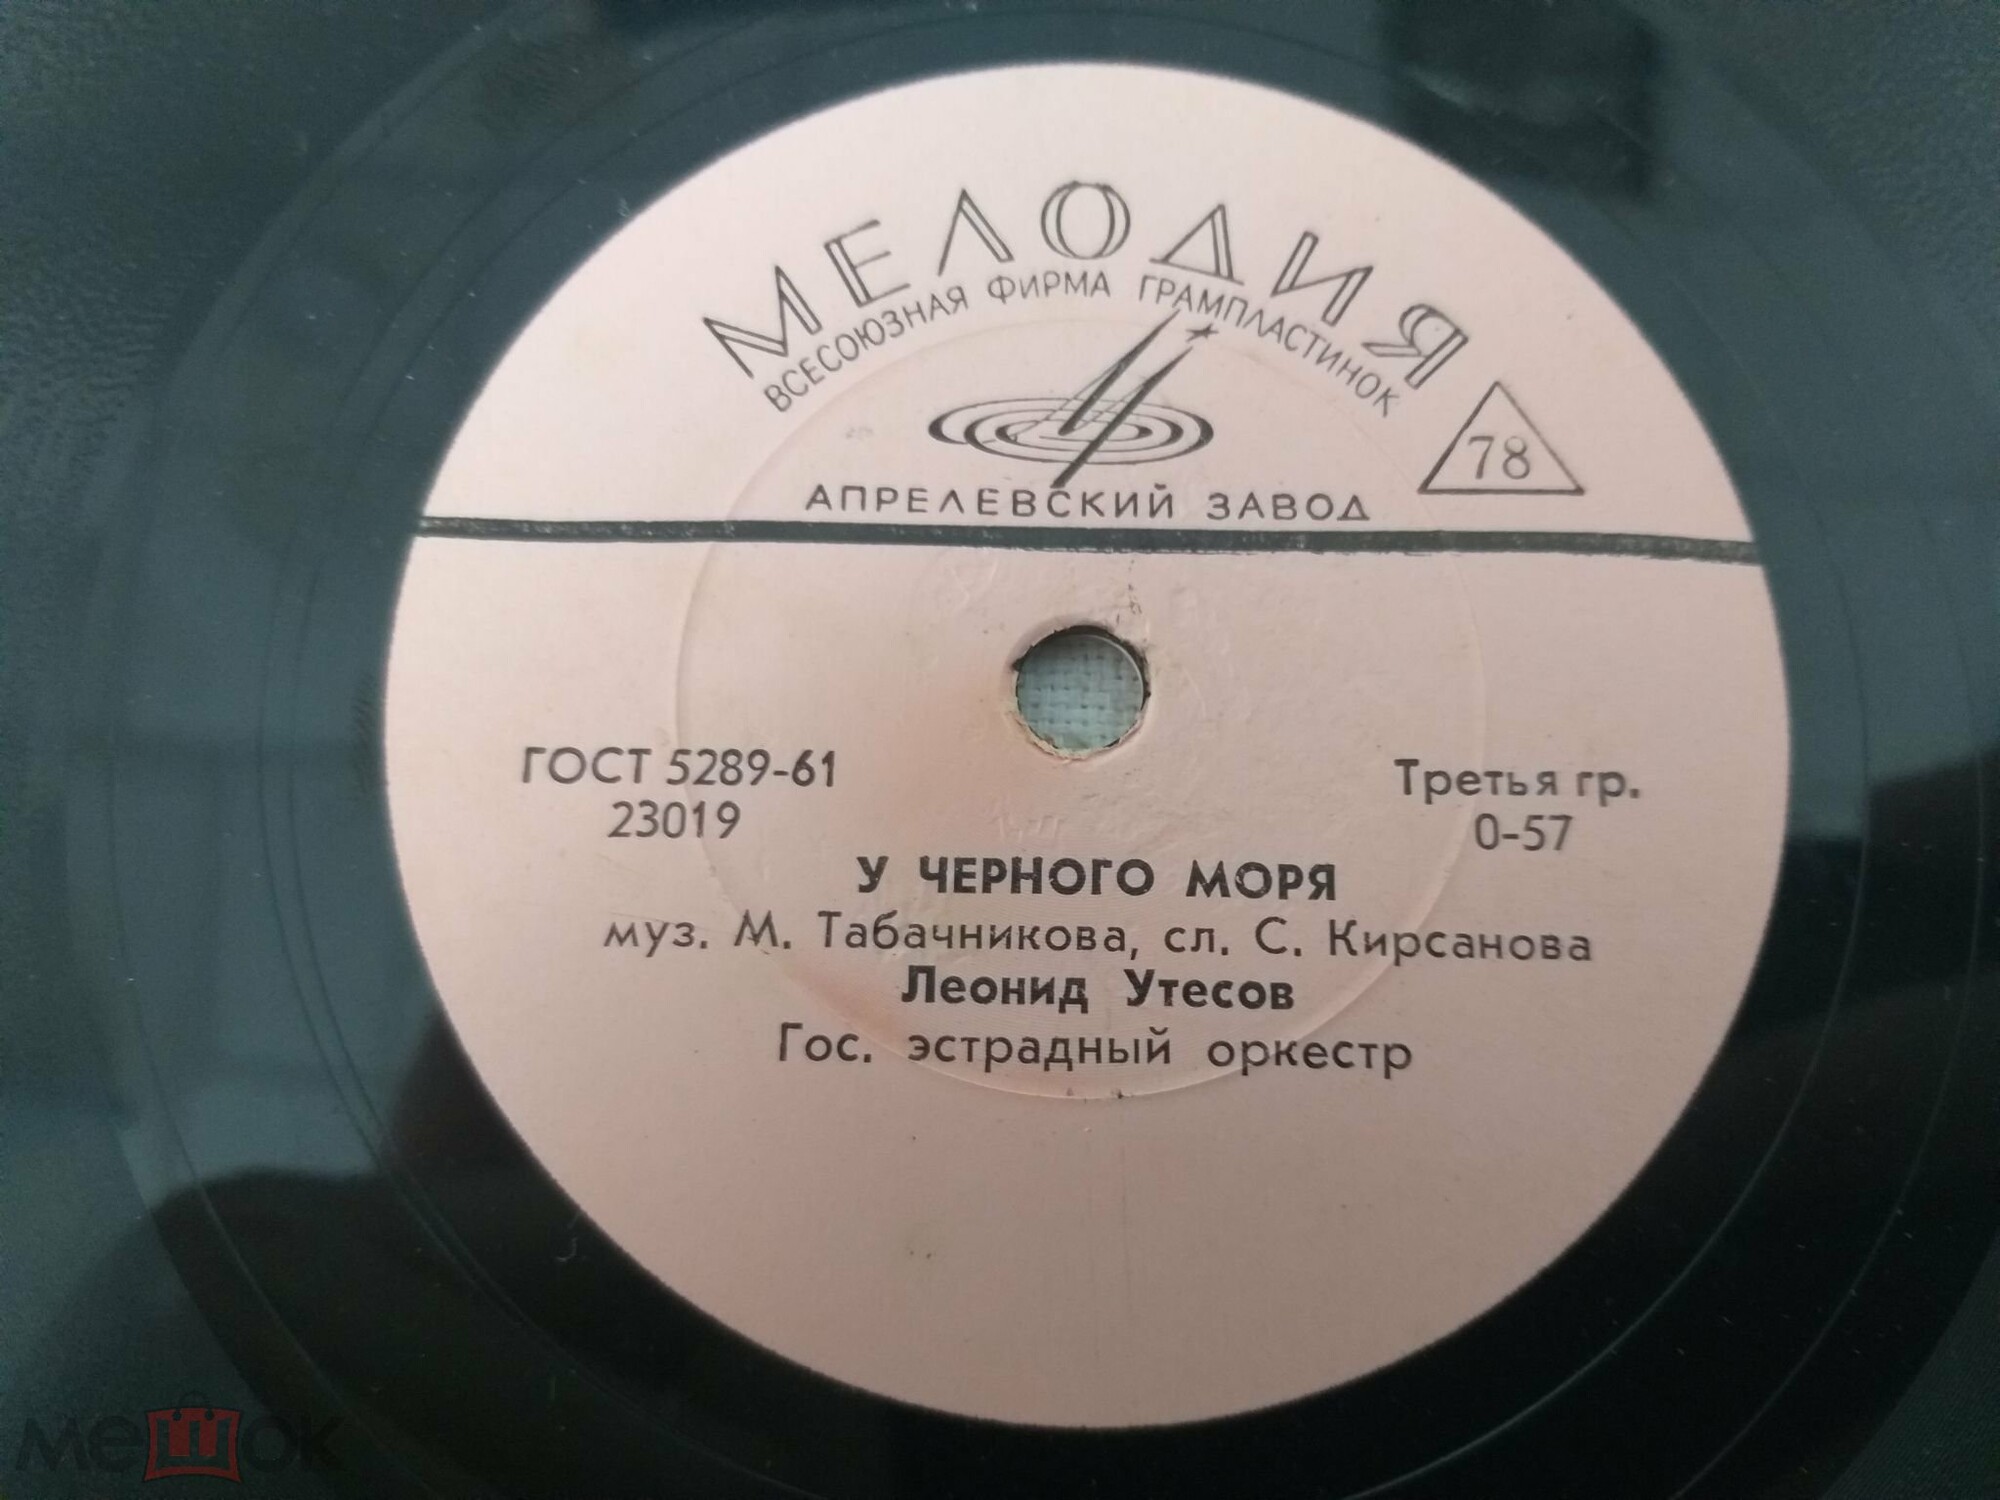 МЕЛОДИЯ
ВСЕСОЮЗНАЯ ФИРМА ГРАМПЛАСТИНОК
78
АПРЕЛЕВСКИЙ ЗАВОД
ГОСТ 5289-61
23019
Третья гр.
0-57
У ЧЕРНОГО МОРЯ
муз. М. Табачникова, сл. С. Кирсанова
Леонид Утесов
Гос. эстрадный оркестр
мешок